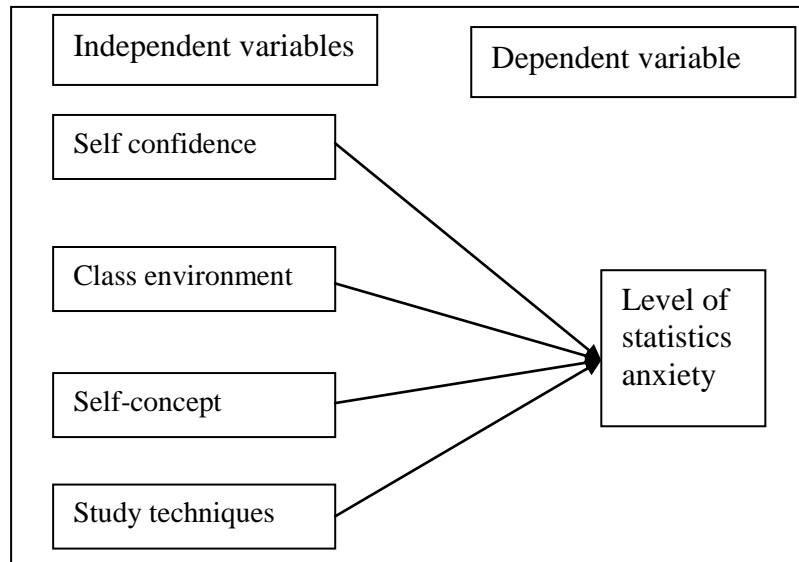 Independent variables
Dependent variable
Self confidence
Class environment
Self-concept
Study techniques
Level of
statistics
anxiety